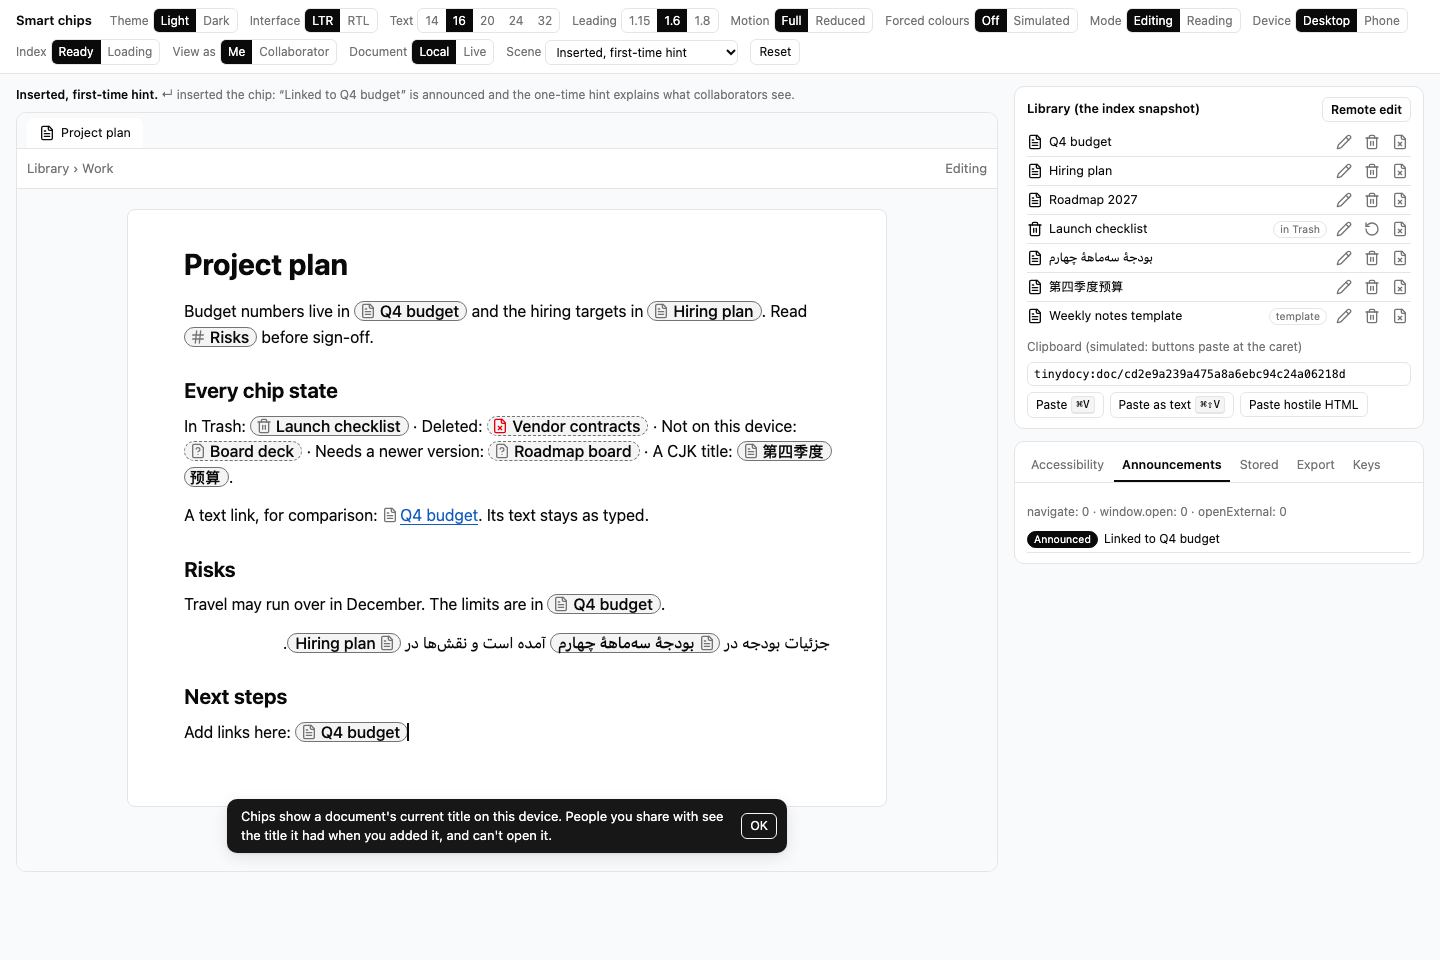 Smart chips Theme Light Dark Interface LTR RTL Text 14 16 20 24 32 Leading 1.15 1.6 1.8 Motion Full Reduced Forced colours Off Simulated Mode Editing Reading Device Desktop Phone
Index Ready Loading View as Me Collaborator Document Local Live Scene Inserted, first-time hint Reset
Inserted, first-time hint. ↵ inserted the chip: “Linked to Q4 budget” is announced and the one-time hint explains what collaborators see.
Project plan
Library › Work
Editing
Project plan
Budget numbers live in Q4 budget and the hiring targets in Hiring plan. Read
# Risks before sign-off.
Every chip state
In Trash: Launch checklist · Deleted: Vendor contracts · Not on this device:
Board deck · Needs a newer version: Roadmap board · A CJK title: 第四季度
预算.
A text link, for comparison: Q4 budget. Its text stays as typed.
Risks
Travel may run over in December. The limits are in Q4 budget.
جزئیات بودجه در بودجهٔ سه‌ماههٔ چهارم آمده است و نقش‌ها در Hiring plan.
Next steps
Add links here: Q4 budget
Chips show a document's current title on this device. People you share with see
the title it had when you added it, and can't open it.
OK
Library (the index snapshot)
Remote edit
Q4 budget
Hiring plan
Roadmap 2027
Launch checklist in Trash
بودجهٔ سه‌ماههٔ چهارم
第四季度预算
Weekly notes template template
Clipboard (simulated: buttons paste at the caret)
tinydocy:doc/cd2e9a239a475a8a6ebc94c24a06218d
Paste ⌘V Paste as text ⌘⇧V Paste hostile HTML
Accessibility Announcements Stored Export Keys
navigate: 0 · window.open: 0 · openExternal: 0
Announced Linked to Q4 budget